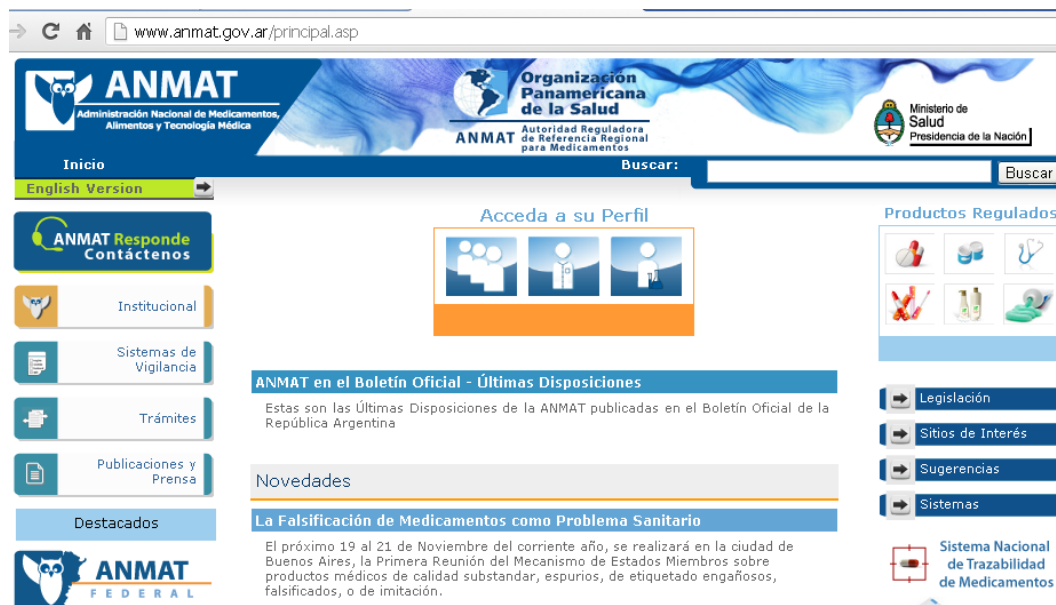 www.anmat.gov.ar/principal.asp
ANMAT
Administración Nacional de Medicamentos,
Alimentos y Tecnología Médica
Organización
Panamericana
de la Salud
ANMAT Autoridad Reguladora
de Referencia Regional
para Medicamentos
Ministerio de
Salud
Presidencia de la Nación
Inicio
Buscar:
Buscar
English Version
ANMAT Responde
Contáctenos
Institucional
Sistemas de
Vigilancia
Trámites
Publicaciones y
Prensa
Destacados
ANMAT
FEDERAL
Acceda a su Perfil
ANMAT en el Boletín Oficial - Últimas Disposiciones
Estas son las Últimas Disposiciones de la ANMAT publicadas en el Boletín Oficial de la
República Argentina
Novedades
La Falsificación de Medicamentos como Problema Sanitario
El próximo 19 al 21 de Noviembre del corriente año, se realizará en la ciudad de
Buenos Aires, la Primera Reunión del Mecanismo de Estados Miembros sobre
productos médicos de calidad substandar, espurios, de etiquetado engañosos,
falsificados, o de imitación.
Productos Regulados
Legislación
Sitios de Interés
Sugerencias
Sistemas
Sistema Nacional
de Trazabilidad
de Medicamentos